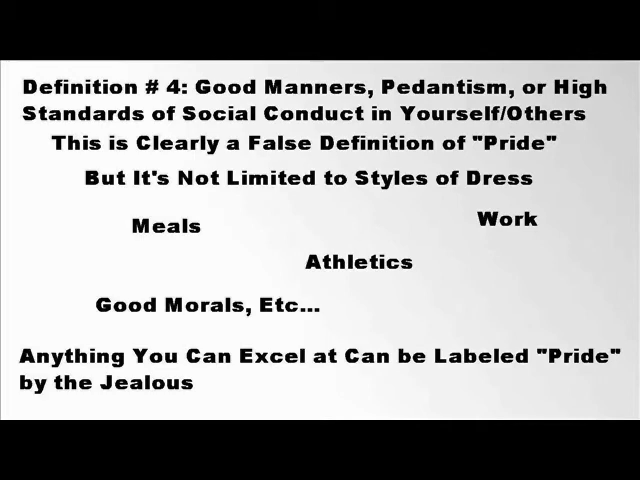 Definition # 4: Good Manners, Pedantism, or High
Standards of Social Conduct in Yourself/Others
This is Clearly a False Definition of "Pride"
But It's Not Limited to Styles of Dress
Meals
Work
Athletics
Good Morals, Etc...
Anything You Can Excel at Can be Labeled "Pride"
by the Jealous